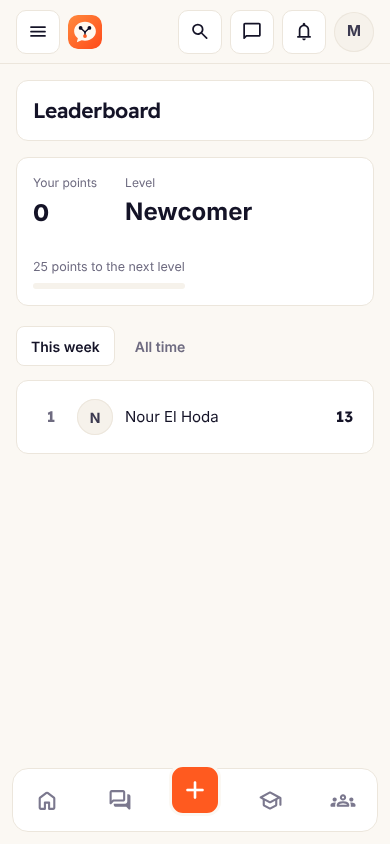 M
Leaderboard
Your points
Level
0
Newcomer
25 points to the next level
This week
All time
1 N Nour El Hoda 13